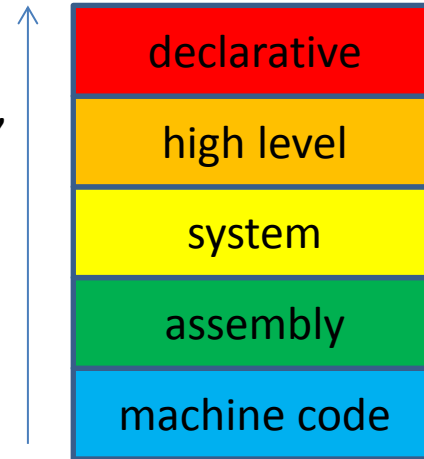 declarative
high level
system
assembly
machine code